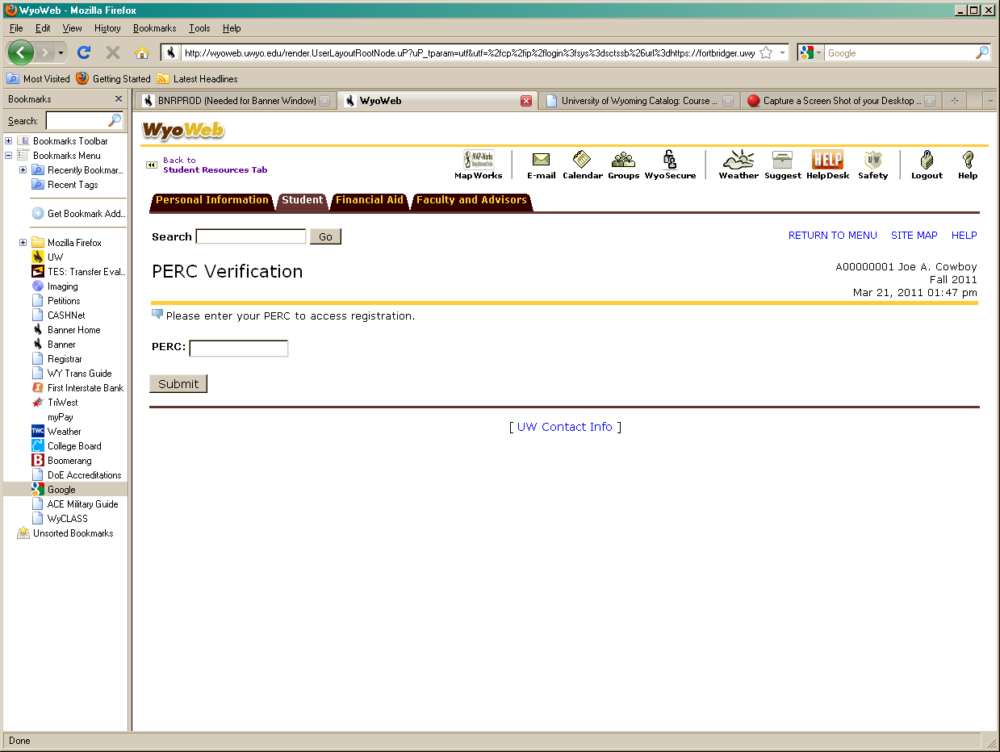 WyoWeb - Mozilla Firefox
File Edit View History Bookmarks Tools Help
http://wyoweb.uwyo.edu/render.UserLayoutRootNode.uP?uP_tparam=utf&utf=%2fcp%2fip%2flogin%3fsys%3dsctssb%26url%3dhttps://fortbridger.uwy
Google
Most Visited Getting Started Latest Headlines
Bookmarks
Search:
Bookmarks Toolbar
Bookmarks Menu
Recently Bookmar...
Recent Tags
Get Bookmark Add...
Mozilla Firefox
UW
TES: Transfer Eval...
Imaging
Petitions
CASHNet
Banner Home
Banner
Registrar
WY Trans Guide
First Interstate Bank
TriWest
myPay
TWC Weather
College Board
Boomerang
DoE Accreditations
Google
ACE Military Guide
WyCLASS
Unsorted Bookmarks
BNRPROD (Needed for Banner Window) WyoWeb University of Wyoming Catalog: Course ... Capture a Screen Shot of your Desktop ...
WyoWeb
Back to
Student Resources Tab
MAP-Works
HELP
UW
MapWorks E-mail Calendar Groups WyoSecure Weather Suggest HelpDesk Safety Logout Help
Personal Information Student Financial Aid Faculty and Advisors
Search Go
RETURN TO MENU SITE MAP HELP
PERC Verification
A00000001 Joe A. Cowboy
Fall 2011
Mar 21, 2011 01:47 pm
Please enter your PERC to access registration.
PERC:
Submit
[ UW Contact Info ]
Done